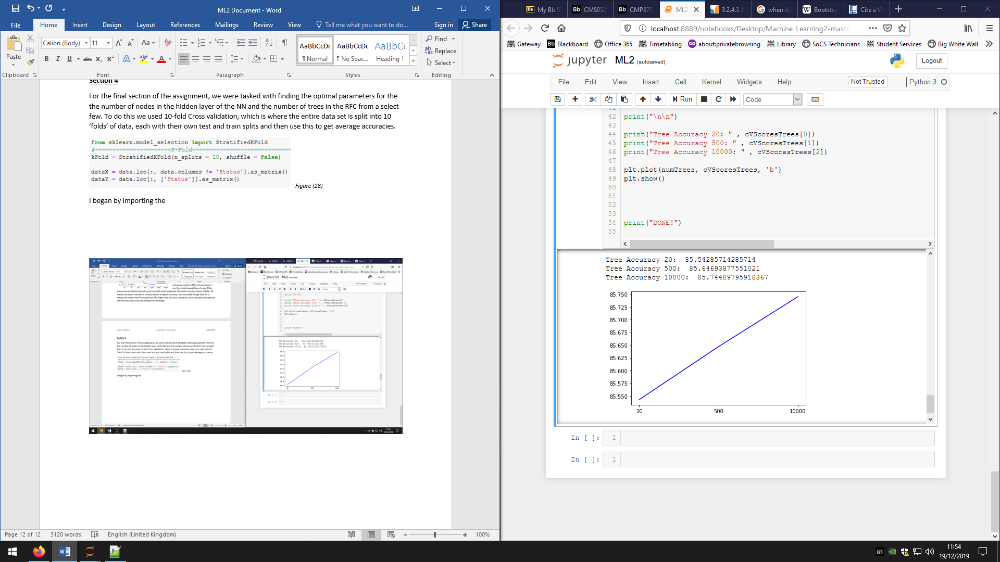 ML2 Document - Word
File Home Insert Design Layout References Mailings Review View Tell me what you want to do... Sign in Share
Calibri (Body) 11 Aa
Paste
B I U abc x₂ x² A A
AaBbCcDc AaBbCcDc AaBbCc
¶ Normal ¶ No Spac... Heading 1
Find
Replace
Select
Clipboard Font Paragraph Styles Editing
Section 4
For the final section of the assignment, we were tasked with finding the optimal parameters for the
the number of nodes in the hidden layer of the NN and the number of trees in the RFC from a select
few. To do this we used 10-fold Cross validation, which is where the entire data set is split into 10
‘folds’ of data, each with their own test and train splits and then use this to get average accuracies.
from sklearn.model_selection import StratifiedKFold
#======================K-Fold=============================
kFold = StratifiedKFold(n_splits = 10, shuffle = False)
dataX = data.loc[:, data.columns != 'Status'].as_matrix()
dataY = data.loc[:, ['Status']].as_matrix()
Figure (28)
I began by importing the
Page 12 of 12 5120 words English (United Kingdom) 100%
My Bb S CMS052 CMP375 ML2 3.2.4.3.1. when do Bootstra Cite a W
localhost:8889/notebooks/Desktop/Machine_Learning2-maste
Gateway Blackboard Office 365 Timetabling about:privatebrowsing Library SoCS Technicians Student Services Big White Wall
jupyter ML2 (autosaved) Logout
File Edit View Insert Cell Kernel Widgets Help Not Trusted Python 3
Run Code
41
42 print("\n\n")
43
44 print("Tree Accuracy 20: " , cVScoresTrees[0])
45 print("Tree Accuracy 500: " , cVScoresTrees[1])
46 print("Tree Accuracy 10000: " , cVScoresTrees[2])
47
48 plt.plot(numTrees, cVScoresTrees, 'b')
49 plt.show()
50
51
52
53
54 print("DONE!")
55
Tree Accuracy 20: 85.54285714285714
Tree Accuracy 500: 85.64693877551021
Tree Accuracy 10000: 85.74489795918367
85.750
85.725
85.700
85.675
85.650
85.625
85.600
85.575
85.550
20 500 10000
In [ ]: 1
In [ ]: 1
11:54
19/12/2019